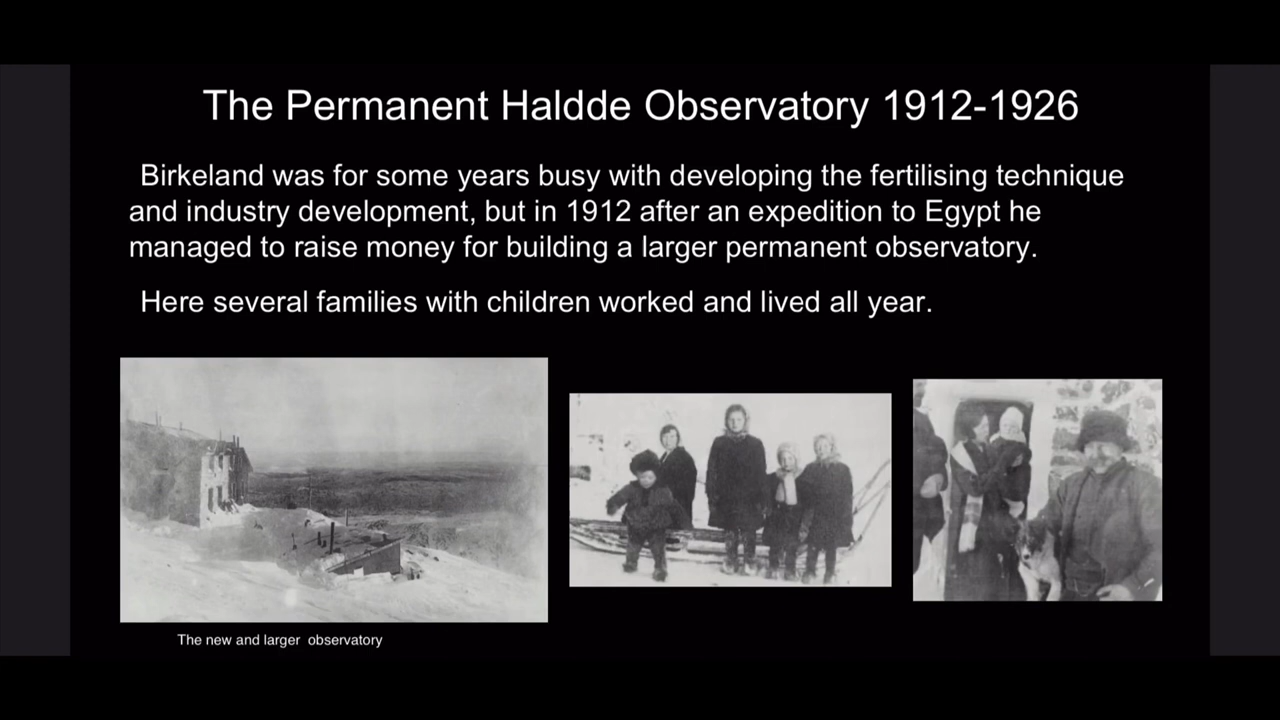 The Permanent Haldde Observatory 1912-1926
Birkeland was for some years busy with developing the fertilising technique
and industry development, but in 1912 after an expedition to Egypt he
managed to raise money for building a larger permanent observatory.
Here several families with children worked and lived all year.
The new and larger observatory